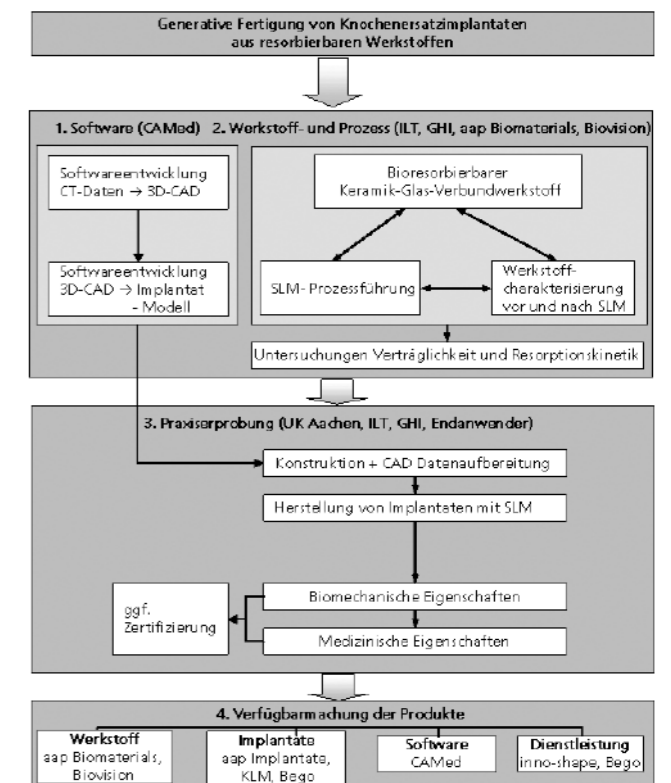 Generative Fertigung von Knochenersatzimplantaten
aus resorbierbaren Werkstoffen
1. Software (CAMed)
2. Werkstoff- und Prozess (ILT, GHI, aap Biomaterials, Biovision)
Softwareentwicklung
CT-Daten → 3D-CAD
Softwareentwicklung
3D-CAD → Implantat
- Modell
Bioresorbierbarer
Keramik-Glas-Verbundwerkstoff
SLM- Prozessführung
Werkstoff-
charakterisierung
vor und nach SLM
Untersuchungen Verträglichkeit und Resorptionskinetik
3. Praxiserprobung (UK Aachen, ILT, GHI, Endanwender)
Konstruktion + CAD Datenaufbereitung
Herstellung von Implantaten mit SLM
Biomechanische Eigenschaften
ggf.
Zertifizierung
Medizinische Eigenschaften
4. Verfügbarmachung der Produkte
Werkstoff
aap Biomaterials,
Biovision
Implantate
aap Implantate,
KLM, Bego
Software
CAMed
Dienstleistung
inno-shape, Bego